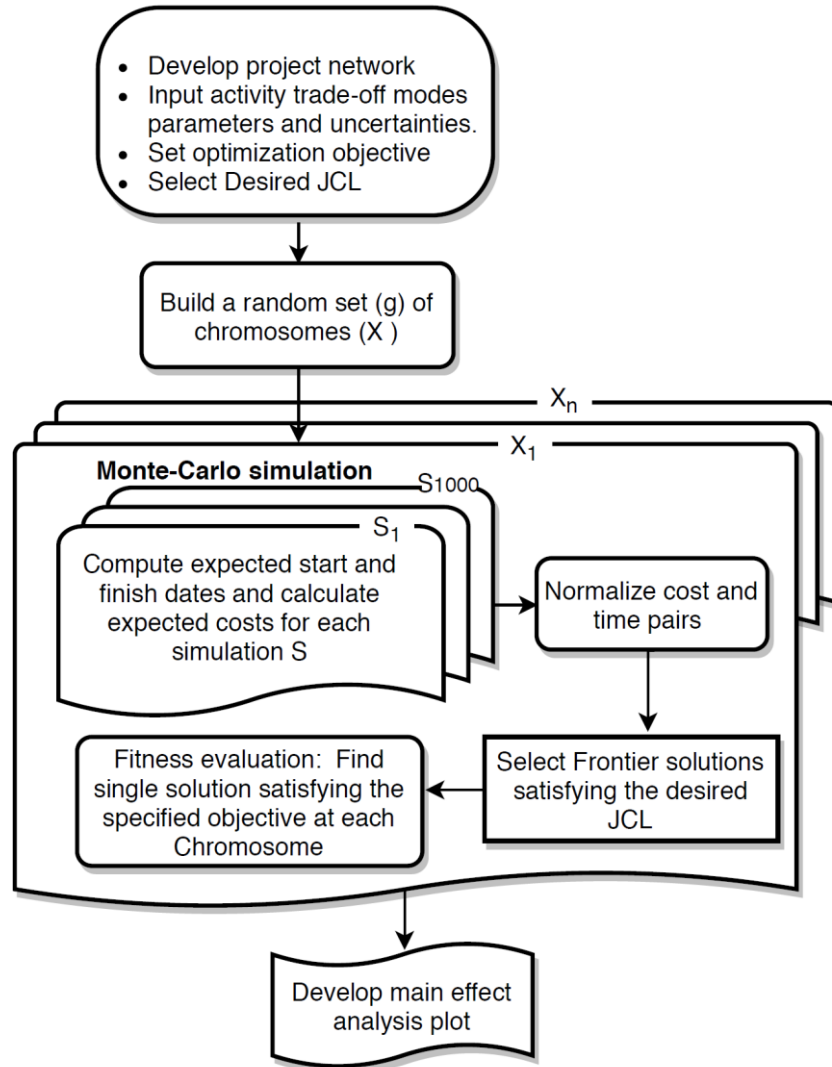 • Develop project network
• Input activity trade-off modes
parameters and uncertainties.
• Set optimization objective
• Select Desired JCL
Build a random set (g) of
chromosomes (X )
Xn
X1
Monte-Carlo simulation
S1000
S1
Compute expected start and
finish dates and calculate
expected costs for each
simulation S
Normalize cost and
time pairs
Select Frontier solutions
satisfying the desired
JCL
Fitness evaluation: Find
single solution satisfying the
specified objective at each
Chromosome
Develop main effect
analysis plot